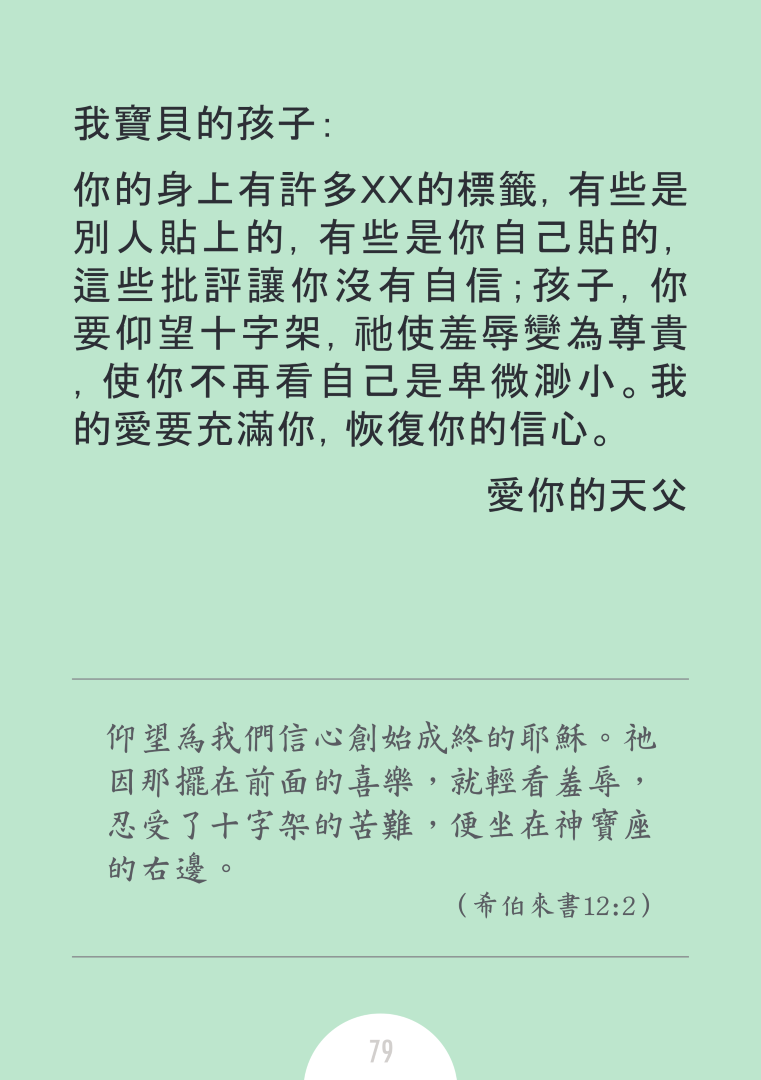 我寶貝的孩子：
你的身上有許多XX的標籤，有些是
別人貼上的，有些是你自己貼的，
這些批評讓你沒有自信；孩子，你
要仰望十字架，祂使羞辱變為尊貴
，使你不再看自己是卑微渺小。我
的愛要充滿你，恢復你的信心。
愛你的天父
仰望為我們信心創始成終的耶穌。祂
因那擺在前面的喜樂，就輕看羞辱，
忍受了十字架的苦難，便坐在神寶座
的右邊。
（希伯來書12:2）
79